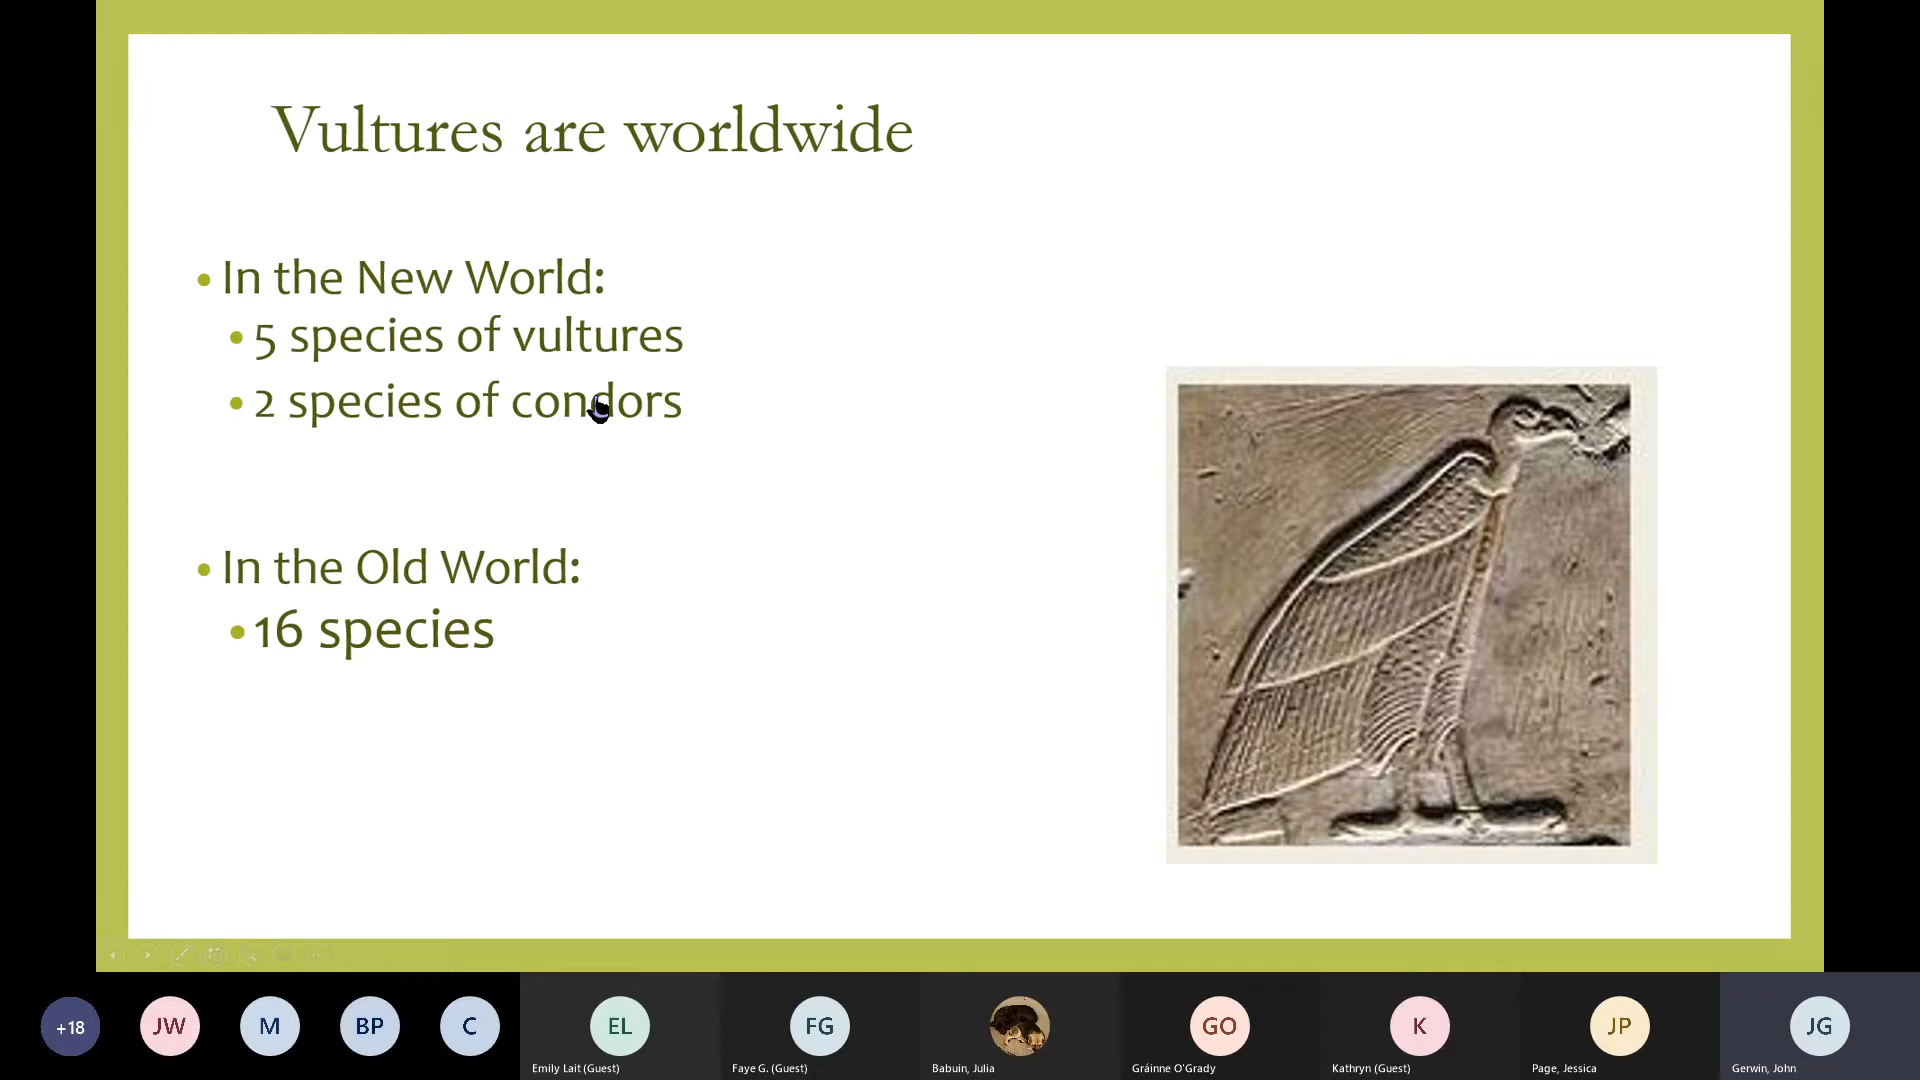 Vultures are worldwide
• In the New World:
• 5 species of vultures
• 2 species of condors
• In the Old World:
• 16 species
+18
JW
M
BP
C
EL
FG
GO
K
JP
JG
Emily Lait (Guest)
Faye G. (Guest)
Babuin, Julia
Gráinne O'Grady
Kathryn (Guest)
Page, Jessica
Gerwin, John